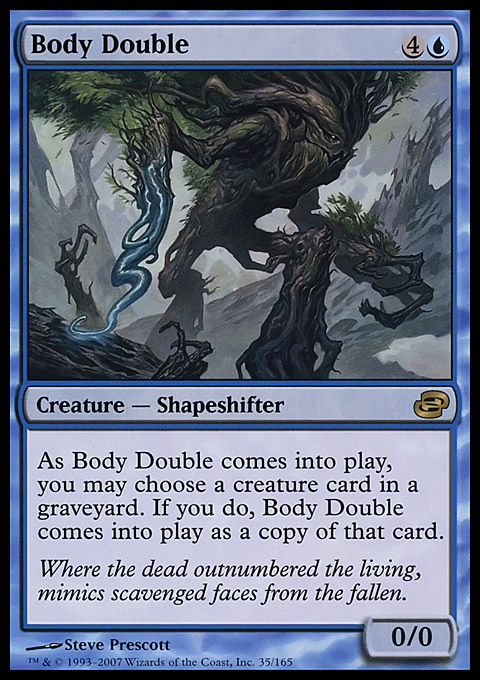 Body Double 4
Creature — Shapeshifter
As Body Double comes into play,
you may choose a creature card in a
graveyard. If you do, Body Double
comes into play as a copy of that card.
Where the dead outnumbered the living,
mimics scavenged faces from the fallen.
Steve Prescott
0/0
™ & © 1993–2007 Wizards of the Coast, Inc. 35/165